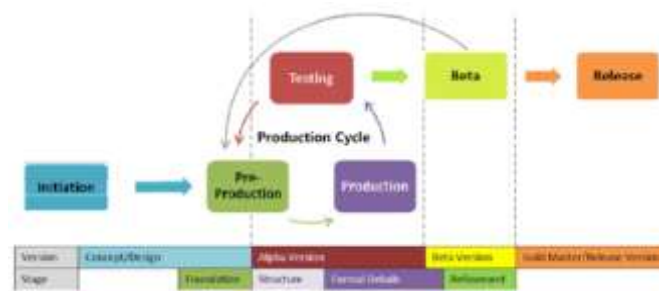 Testing
Beta
Release
Production Cycle
Initiation
Pre-
Production
Production
Version
Concept/Design
Alpha Version
Beta Version
Gold Master/Release Version
Stage
Foundation
Structure
Formal Details
Refinement